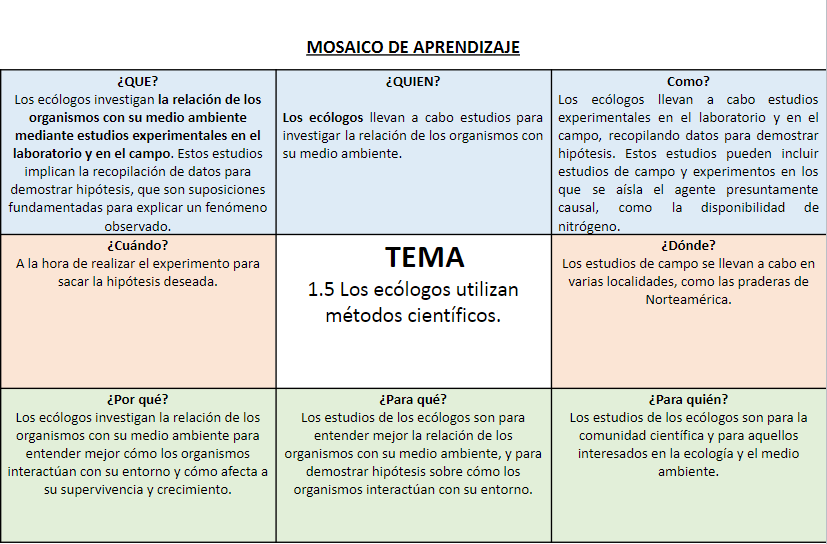 MOSAICO DE APRENDIZAJE
¿QUE?
Los ecólogos investigan la relación de los
organismos con su medio ambiente
mediante estudios experimentales en el
laboratorio y en el campo. Estos estudios
implican la recopilación de datos para
demostrar hipótesis, que son suposiciones
fundamentadas para explicar un fenómeno
observado.
¿QUIEN?
Los ecólogos llevan a cabo estudios para
investigar la relación de los organismos con
su medio ambiente.
Como?
Los ecólogos llevan a cabo estudios
experimentales en el laboratorio y en el
campo, recopilando datos para demostrar
hipótesis. Estos estudios pueden incluir
estudios de campo y experimentos en los
que se aísla el agente presuntamente
causal, como la disponibilidad de
nitrógeno.
¿Cuándo?
A la hora de realizar el experimento para
sacar la hipótesis deseada.
TEMA
1.5 Los ecólogos utilizan
métodos científicos.
¿Dónde?
Los estudios de campo se llevan a cabo en
varias localidades, como las praderas de
Norteamérica.
¿Por qué?
Los ecólogos investigan la relación de los
organismos con su medio ambiente para
entender mejor cómo los organismos
interactúan con su entorno y cómo afecta a
su supervivencia y crecimiento.
¿Para qué?
Los estudios de los ecólogos son para
entender mejor la relación de los
organismos con su medio ambiente, y para
demostrar hipótesis sobre cómo los
organismos interactúan con su entorno.
¿Para quién?
Los estudios de los ecólogos son para la
comunidad científica y para aquellos
interesados en la ecología y el medio
ambiente.